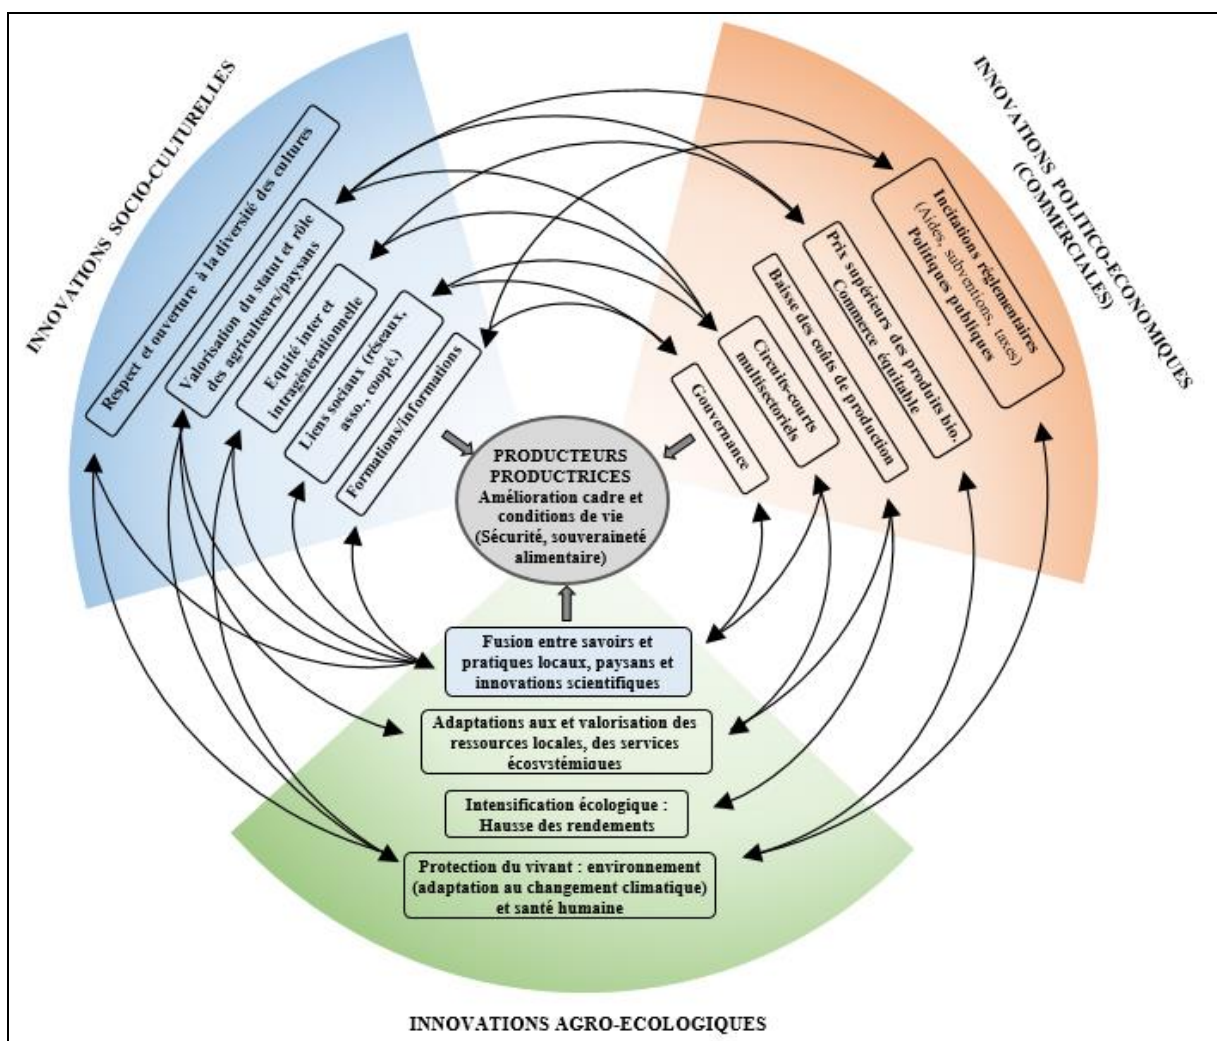 INNOVATIONS SOCIO-CULTURELLES
Respect et ouverture à la diversité des cultures
Valorisation du statut et rôle
des agriculteurs/paysans
Equité inter et
intragénérationnelle
Liens sociaux (réseaux,
asso., coopé.)
Formations/informations
INNOVATIONS POLITICO-ECONOMIQUES
(COMMERCIALES)
Incitations réglementaires
(Aides, subventions, taxes)
Politiques publiques
Prix supérieurs des produits bio.
Commerce équitable
Baisse des coûts de production
Circuits-courts
multisectoriels
Gouvernance
PRODUCTEURS
PRODUCTRICES
Amélioration cadre et
conditions de vie
(Sécurité, souveraineté
alimentaire)
Fusion entre savoirs et
pratiques locaux, paysans et
innovations scientifiques
Adaptations aux et valorisation des
ressources locales, des services
écosystémiques
Intensification écologique :
Hausse des rendements
Protection du vivant : environnement
(adaptation au changement climatique)
et santé humaine
INNOVATIONS AGRO-ECOLOGIQUES